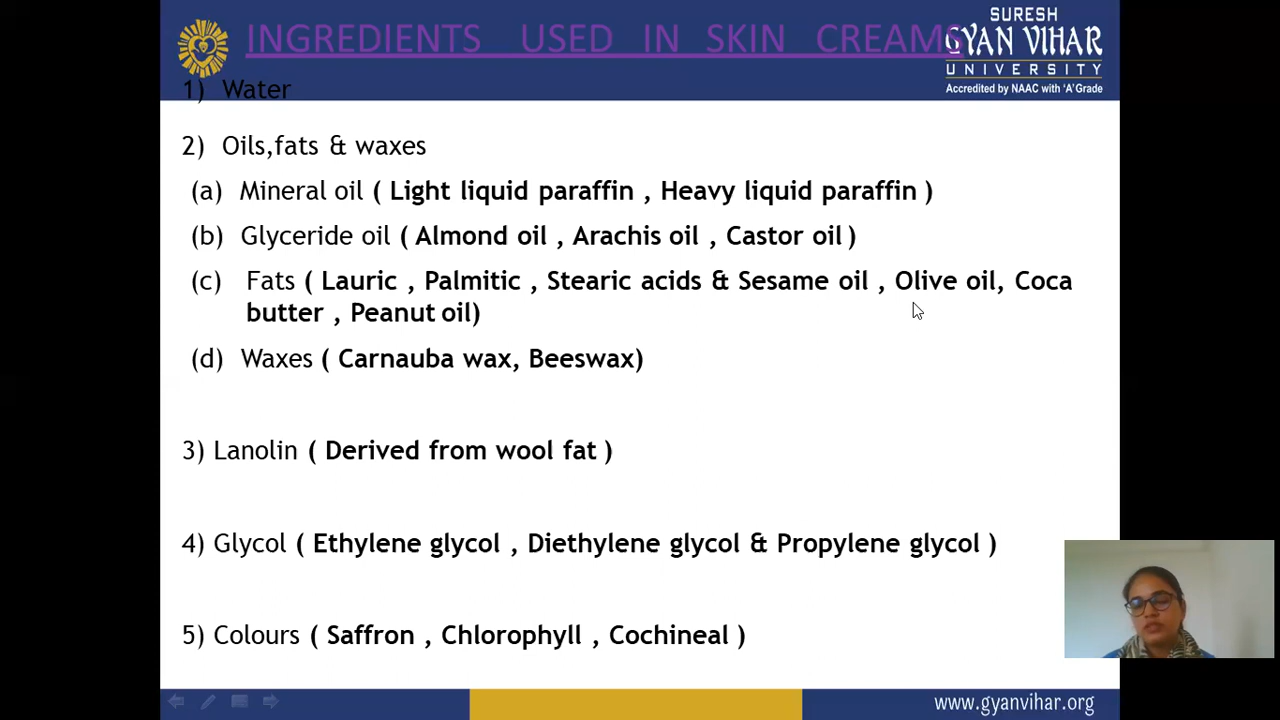 INGREDIENTS USED IN SKIN CREAMS
SURESH
GYAN VIHAR
UNIVERSITY
Accredited by NAAC with 'A' Grade
1) Water
2) Oils,fats & waxes
(a) Mineral oil ( Light liquid paraffin , Heavy liquid paraffin )
(b) Glyceride oil ( Almond oil , Arachis oil , Castor oil )
(c) Fats ( Lauric , Palmitic , Stearic acids & Sesame oil , Olive oil, Coca
butter , Peanut oil)
(d) Waxes ( Carnauba wax, Beeswax)
3) Lanolin ( Derived from wool fat )
4) Glycol ( Ethylene glycol , Diethylene glycol & Propylene glycol )
5) Colours ( Saffron , Chlorophyll , Cochineal )
www.gyanvihar.org